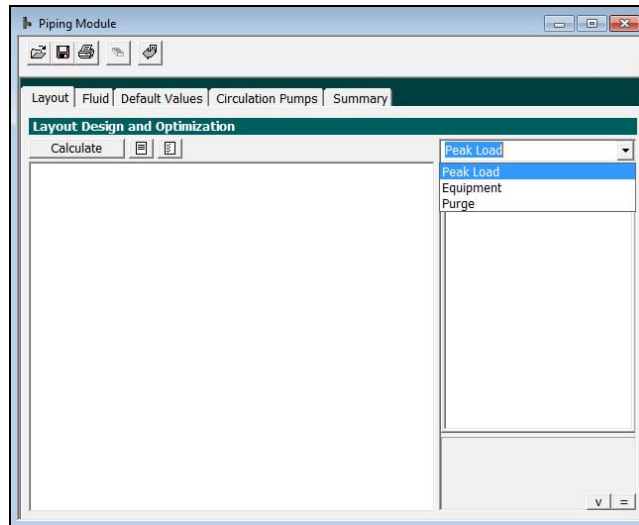 Piping Module
Layout Fluid Default Values Circulation Pumps Summary
Layout Design and Optimization
Calculate
Peak Load
Peak Load
Equipment
Purge
v =